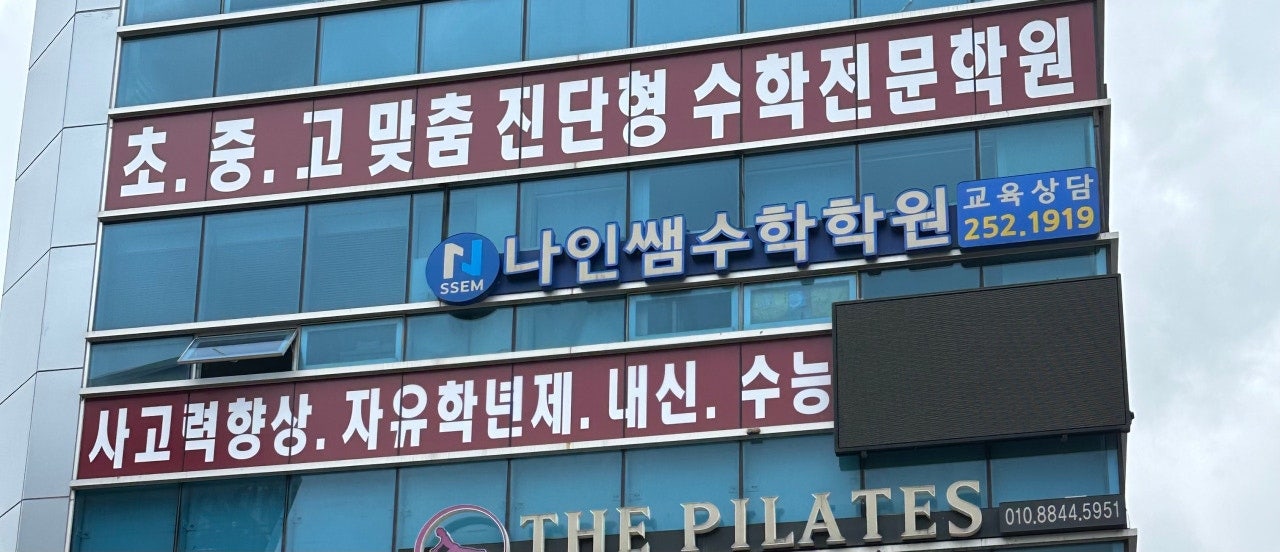 초.중.고 맞춤 진단형 수학전문학원
N SSEM 나인쌤수학학원 교육상담 252.1919
사고력향상.자유학년제.내신.수능
THE PILATES 010.8844.5951